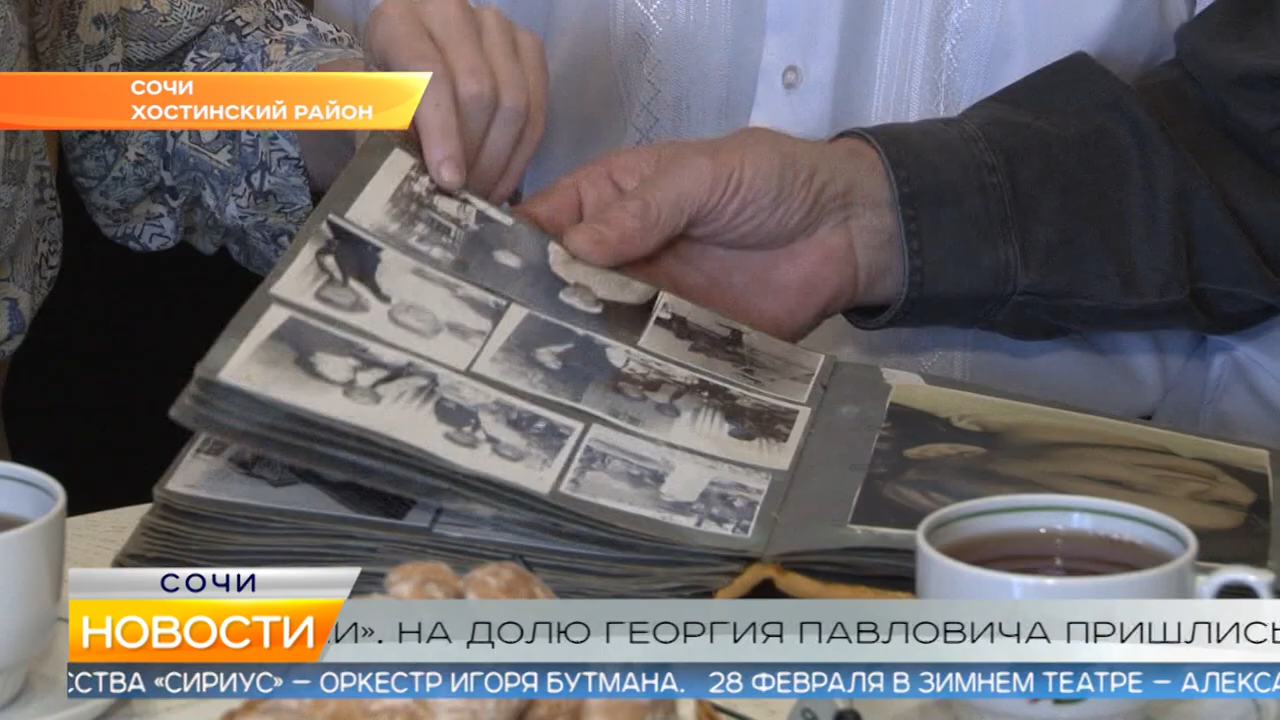 СОЧИ
ХОСТИНСКИЙ РАЙОН
СОЧИ
НОВОСТИ
И». НА ДОЛЮ ГЕОРГИЯ ПАВЛОВИЧА ПРИШЛИСЬ
ССТВА «СИРИУС» – ОРКЕСТР ИГОРЯ БУТМАНА. 28 ФЕВРАЛЯ В ЗИМНЕМ ТЕАТРЕ – АЛЕКСА